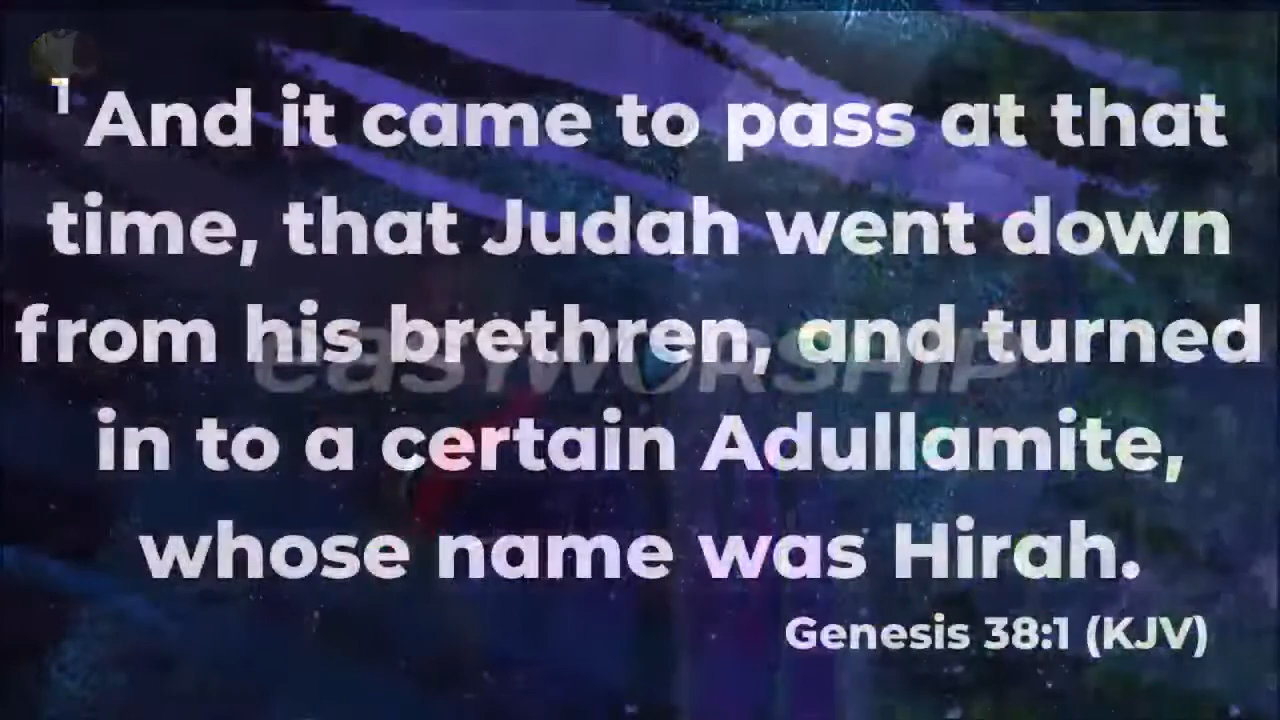 1 And it came to pass at that
time, that Judah went down
from his brethren, and turned
easyworship
in to a certain Adullamite,
whose name was Hirah.
Genesis 38:1 (KJV)